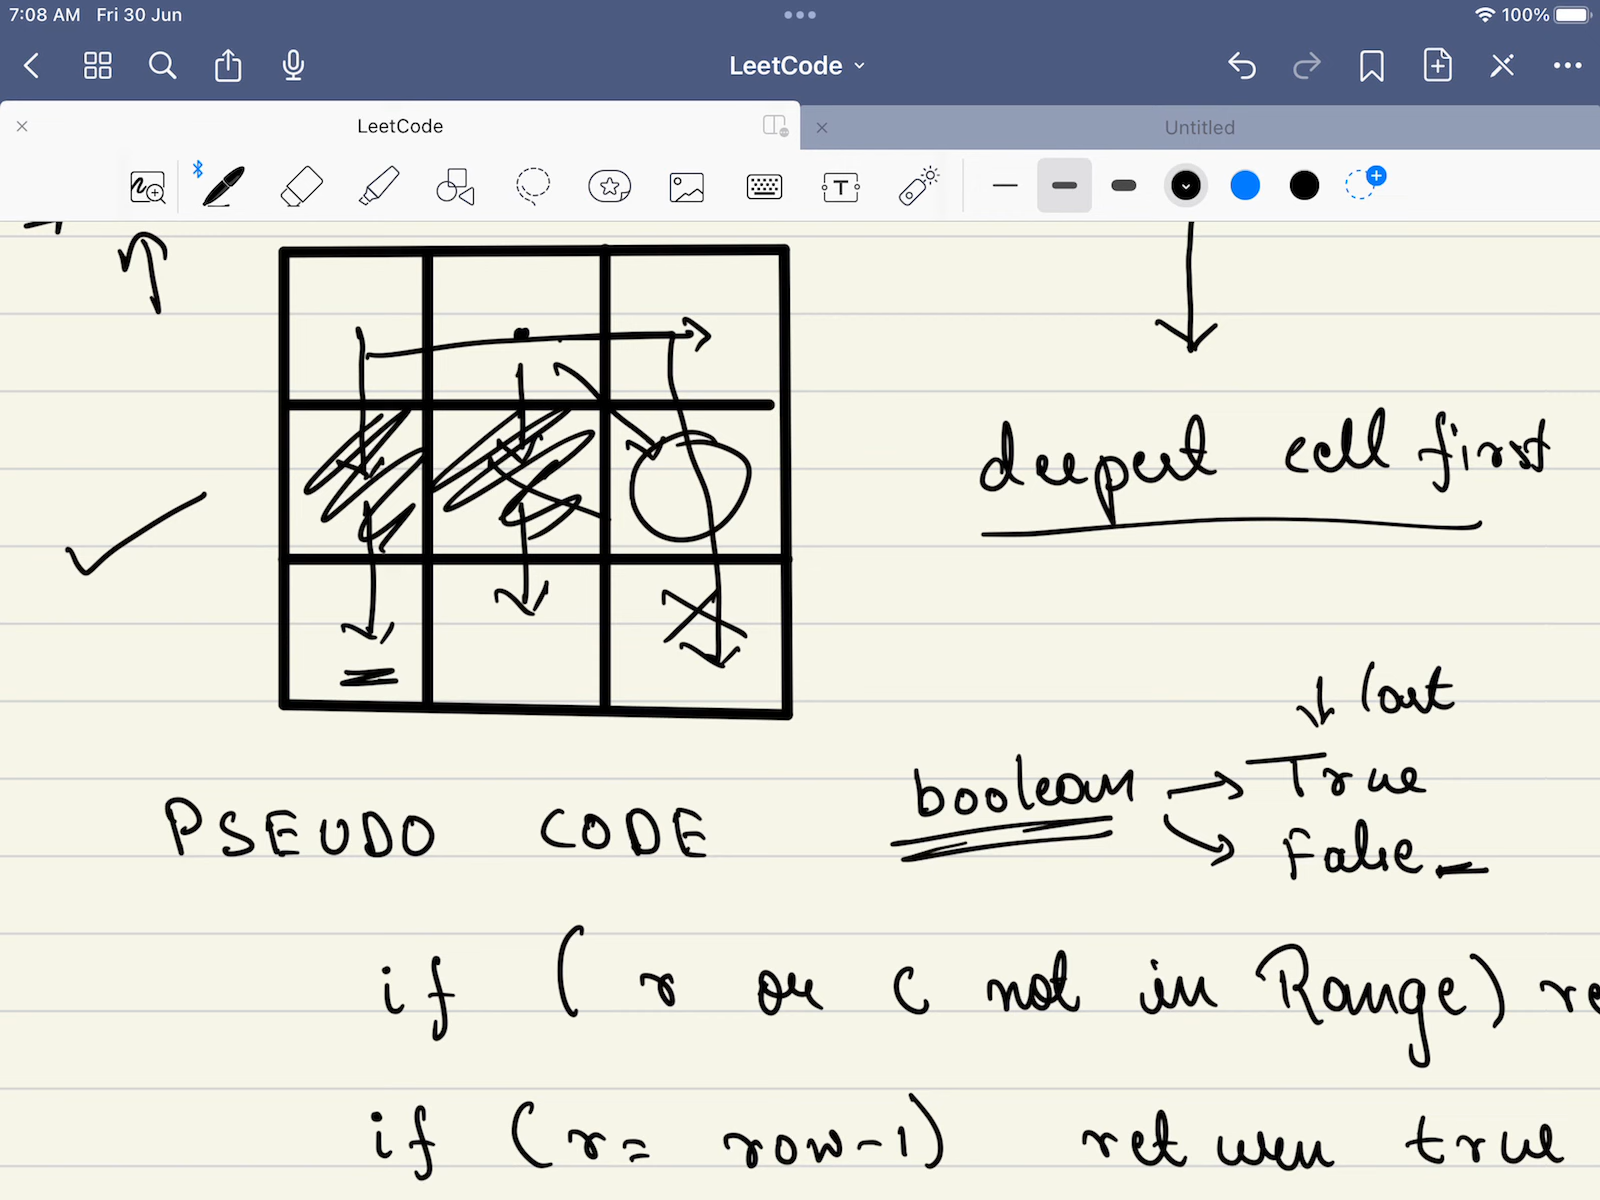 7:08 AM Fri 30 Jun
100%
LeetCode
LeetCode
Untitled
T
deepest cell first
last
boolean → True
False
PSEUDO CODE
if ( r or c not in Range) re
if (r = row-1) return true